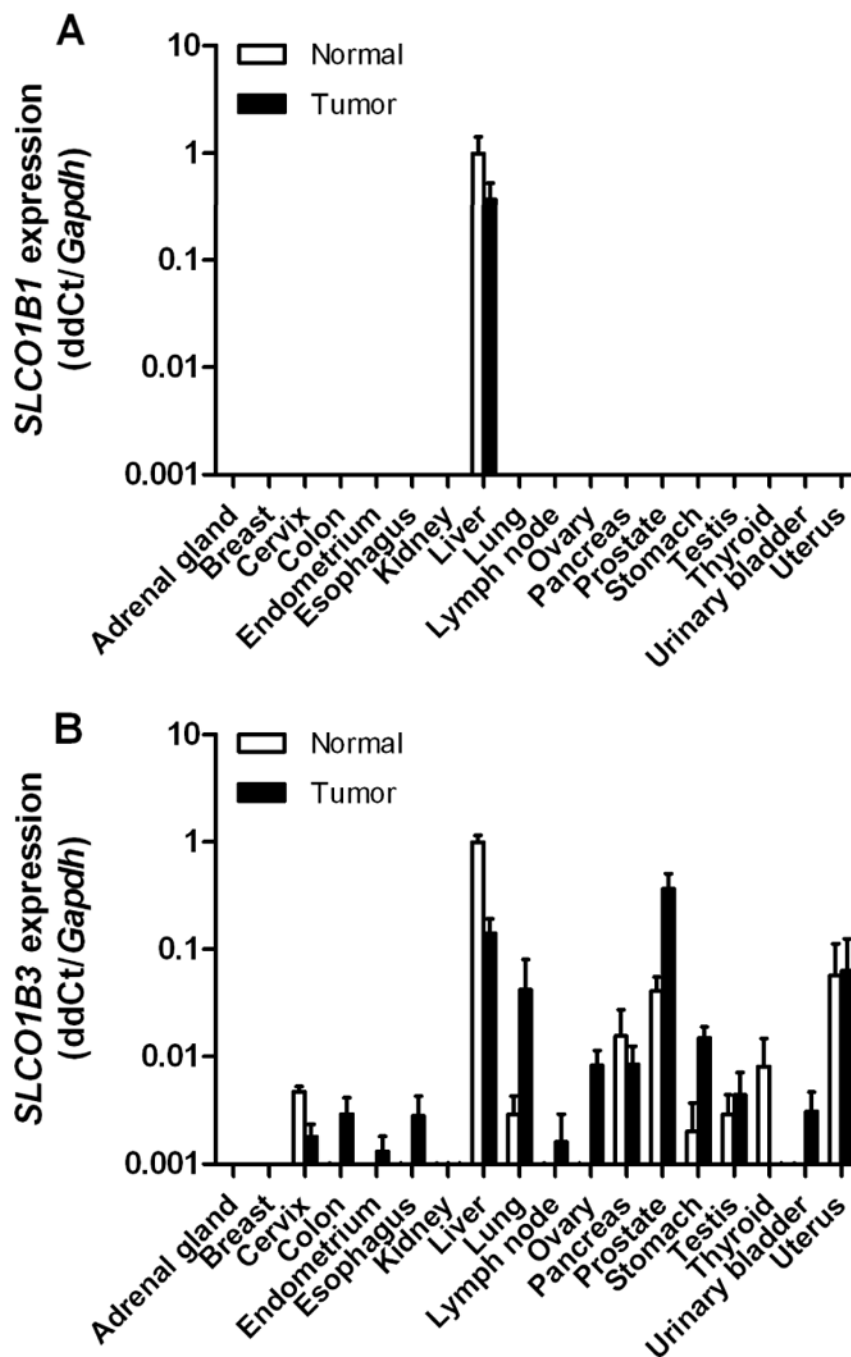 A
Normal
Tumor
SLCO1B1 expression
(ddCt/Gapdh)
10
1
0.1
0.01
0.001
Adrenal gland
Breast
Cervix
Colon
Endometrium
Esophagus
Kidney
Liver
Lung
Lymph node
Ovary
Pancreas
Prostate
Stomach
Testis
Thyroid
Urinary bladder
Uterus
B
Normal
Tumor
SLCO1B3 expression
(ddCt/Gapdh)
10
1
0.1
0.01
0.001
Adrenal gland
Breast
Cervix
Colon
Endometrium
Esophagus
Kidney
Liver
Lung
Lymph node
Ovary
Pancreas
Prostate
Stomach
Testis
Thyroid
Urinary bladder
Uterus